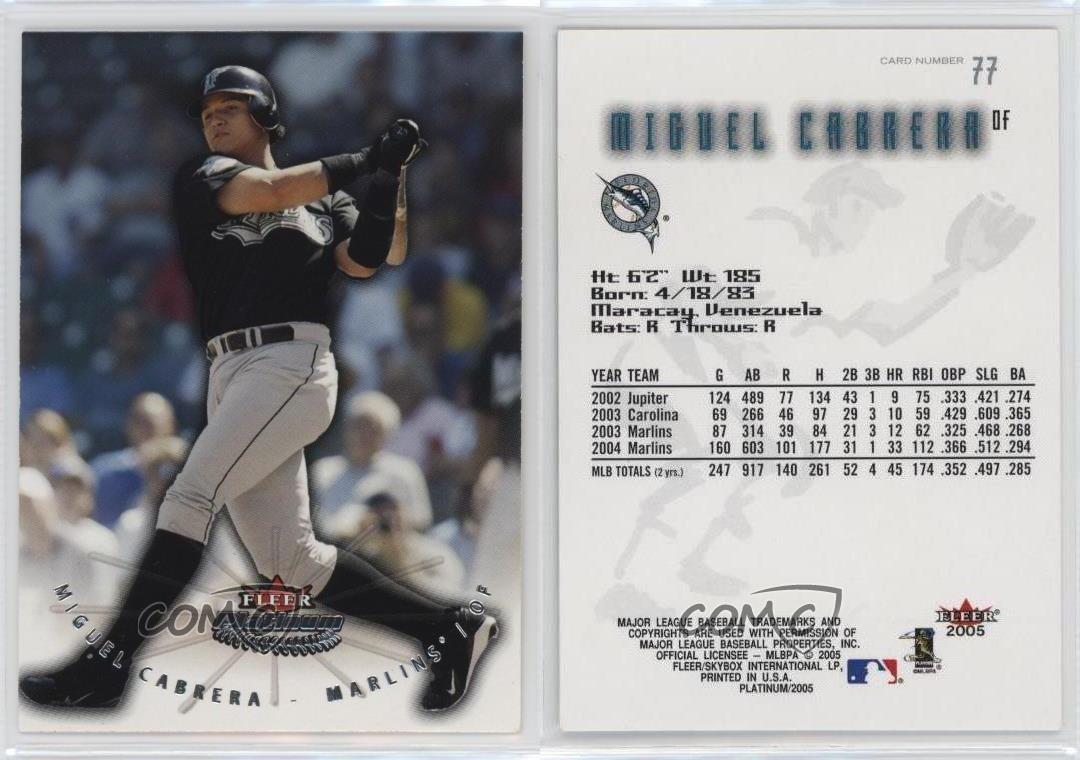 FLEER
Platinum
MIGUEL CABRERA - MARLINS' / OF
COMC
CARD NUMBER 77
MIGUEL CABRERA OF
Ht: 6'2" Wt: 185
Born: 4/18/83
Maracay, Venezuela
Bats: R Throws: R
YEAR TEAM G AB R H 2B 3B HR RBI OBP SLG BA
2002 Jupiter 124 489 77 134 43 1 9 75 .333 .421 .274
2003 Carolina 69 266 46 97 29 3 10 59 .429 .609 .365
2003 Marlins 87 314 39 84 21 3 12 62 .325 .468 .268
2004 Marlins 160 603 101 177 31 1 33 112 .366 .512 .294
MLB TOTALS (2 yrs.) 247 917 140 261 52 4 45 174 .352 .497 .285
COMC
MAJOR LEAGUE BASEBALL TRADEMARKS AND
COPYRIGHTS ARE USED WITH PERMISSION OF
MAJOR LEAGUE BASEBALL PROPERTIES, INC.
OFFICIAL LICENSEE – MLBPA © 2005
FLEER/SKYBOX INTERNATIONAL LP,
PRINTED IN U.S.A.
PLATINUM/2005
FLEER®
2005